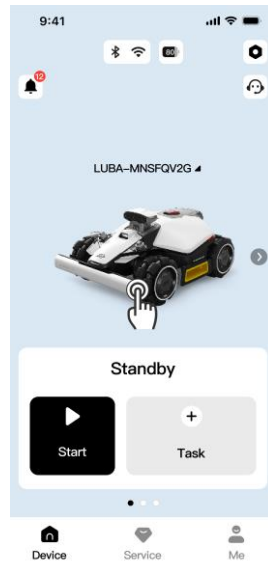 9:41
80
12
LUBA-MNSFQV2G
Standby
Start
Task
Device
Service
Me